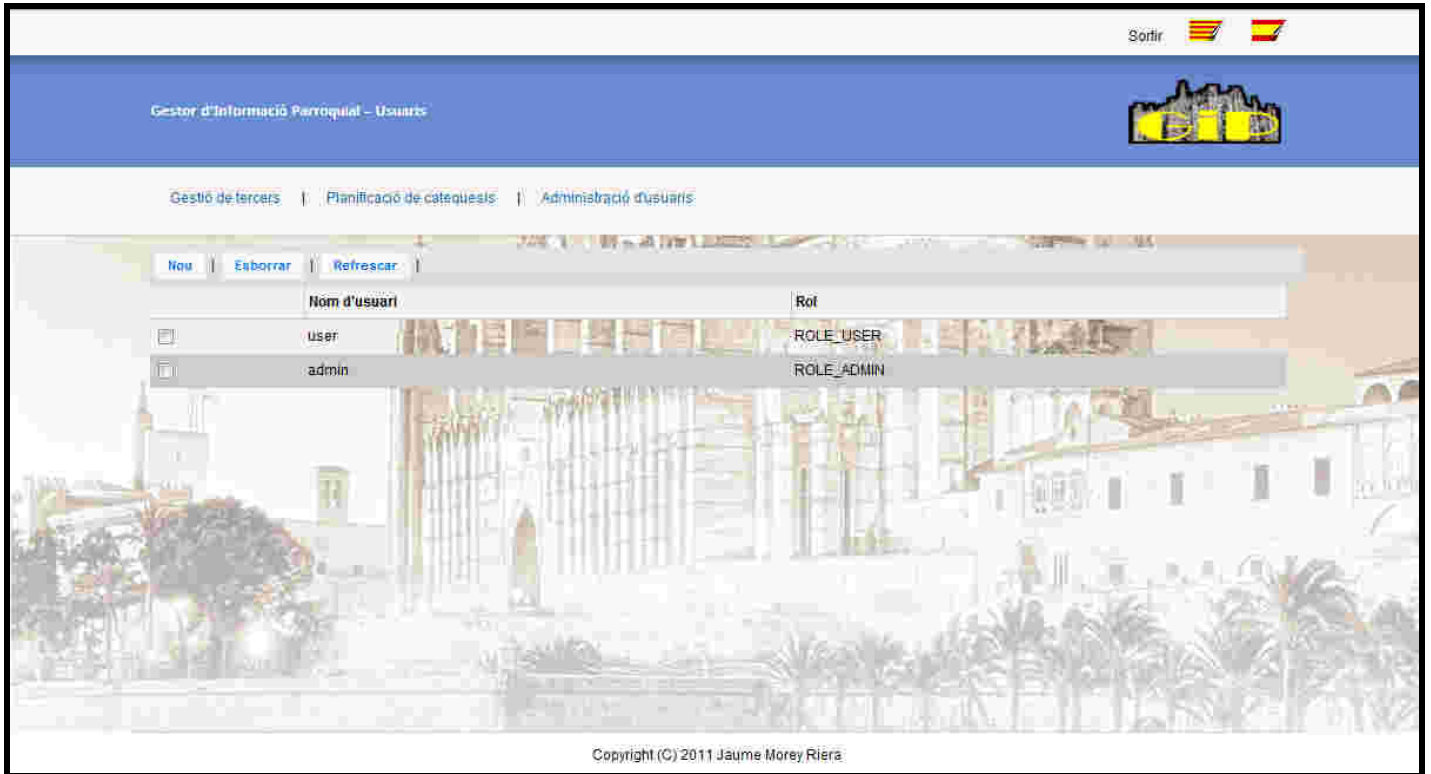 Sortir
Gestor d'Informació Parroquial – Usuaris
GIP
Gestió de tercers | Planificació de catequesis | Administració d'usuaris
Nou | Esborrar | Refrescar |
Nom d'usuari Rol
user ROLE_USER
admin ROLE_ADMIN
Copyright (C) 2011 Jaume Morey Riera